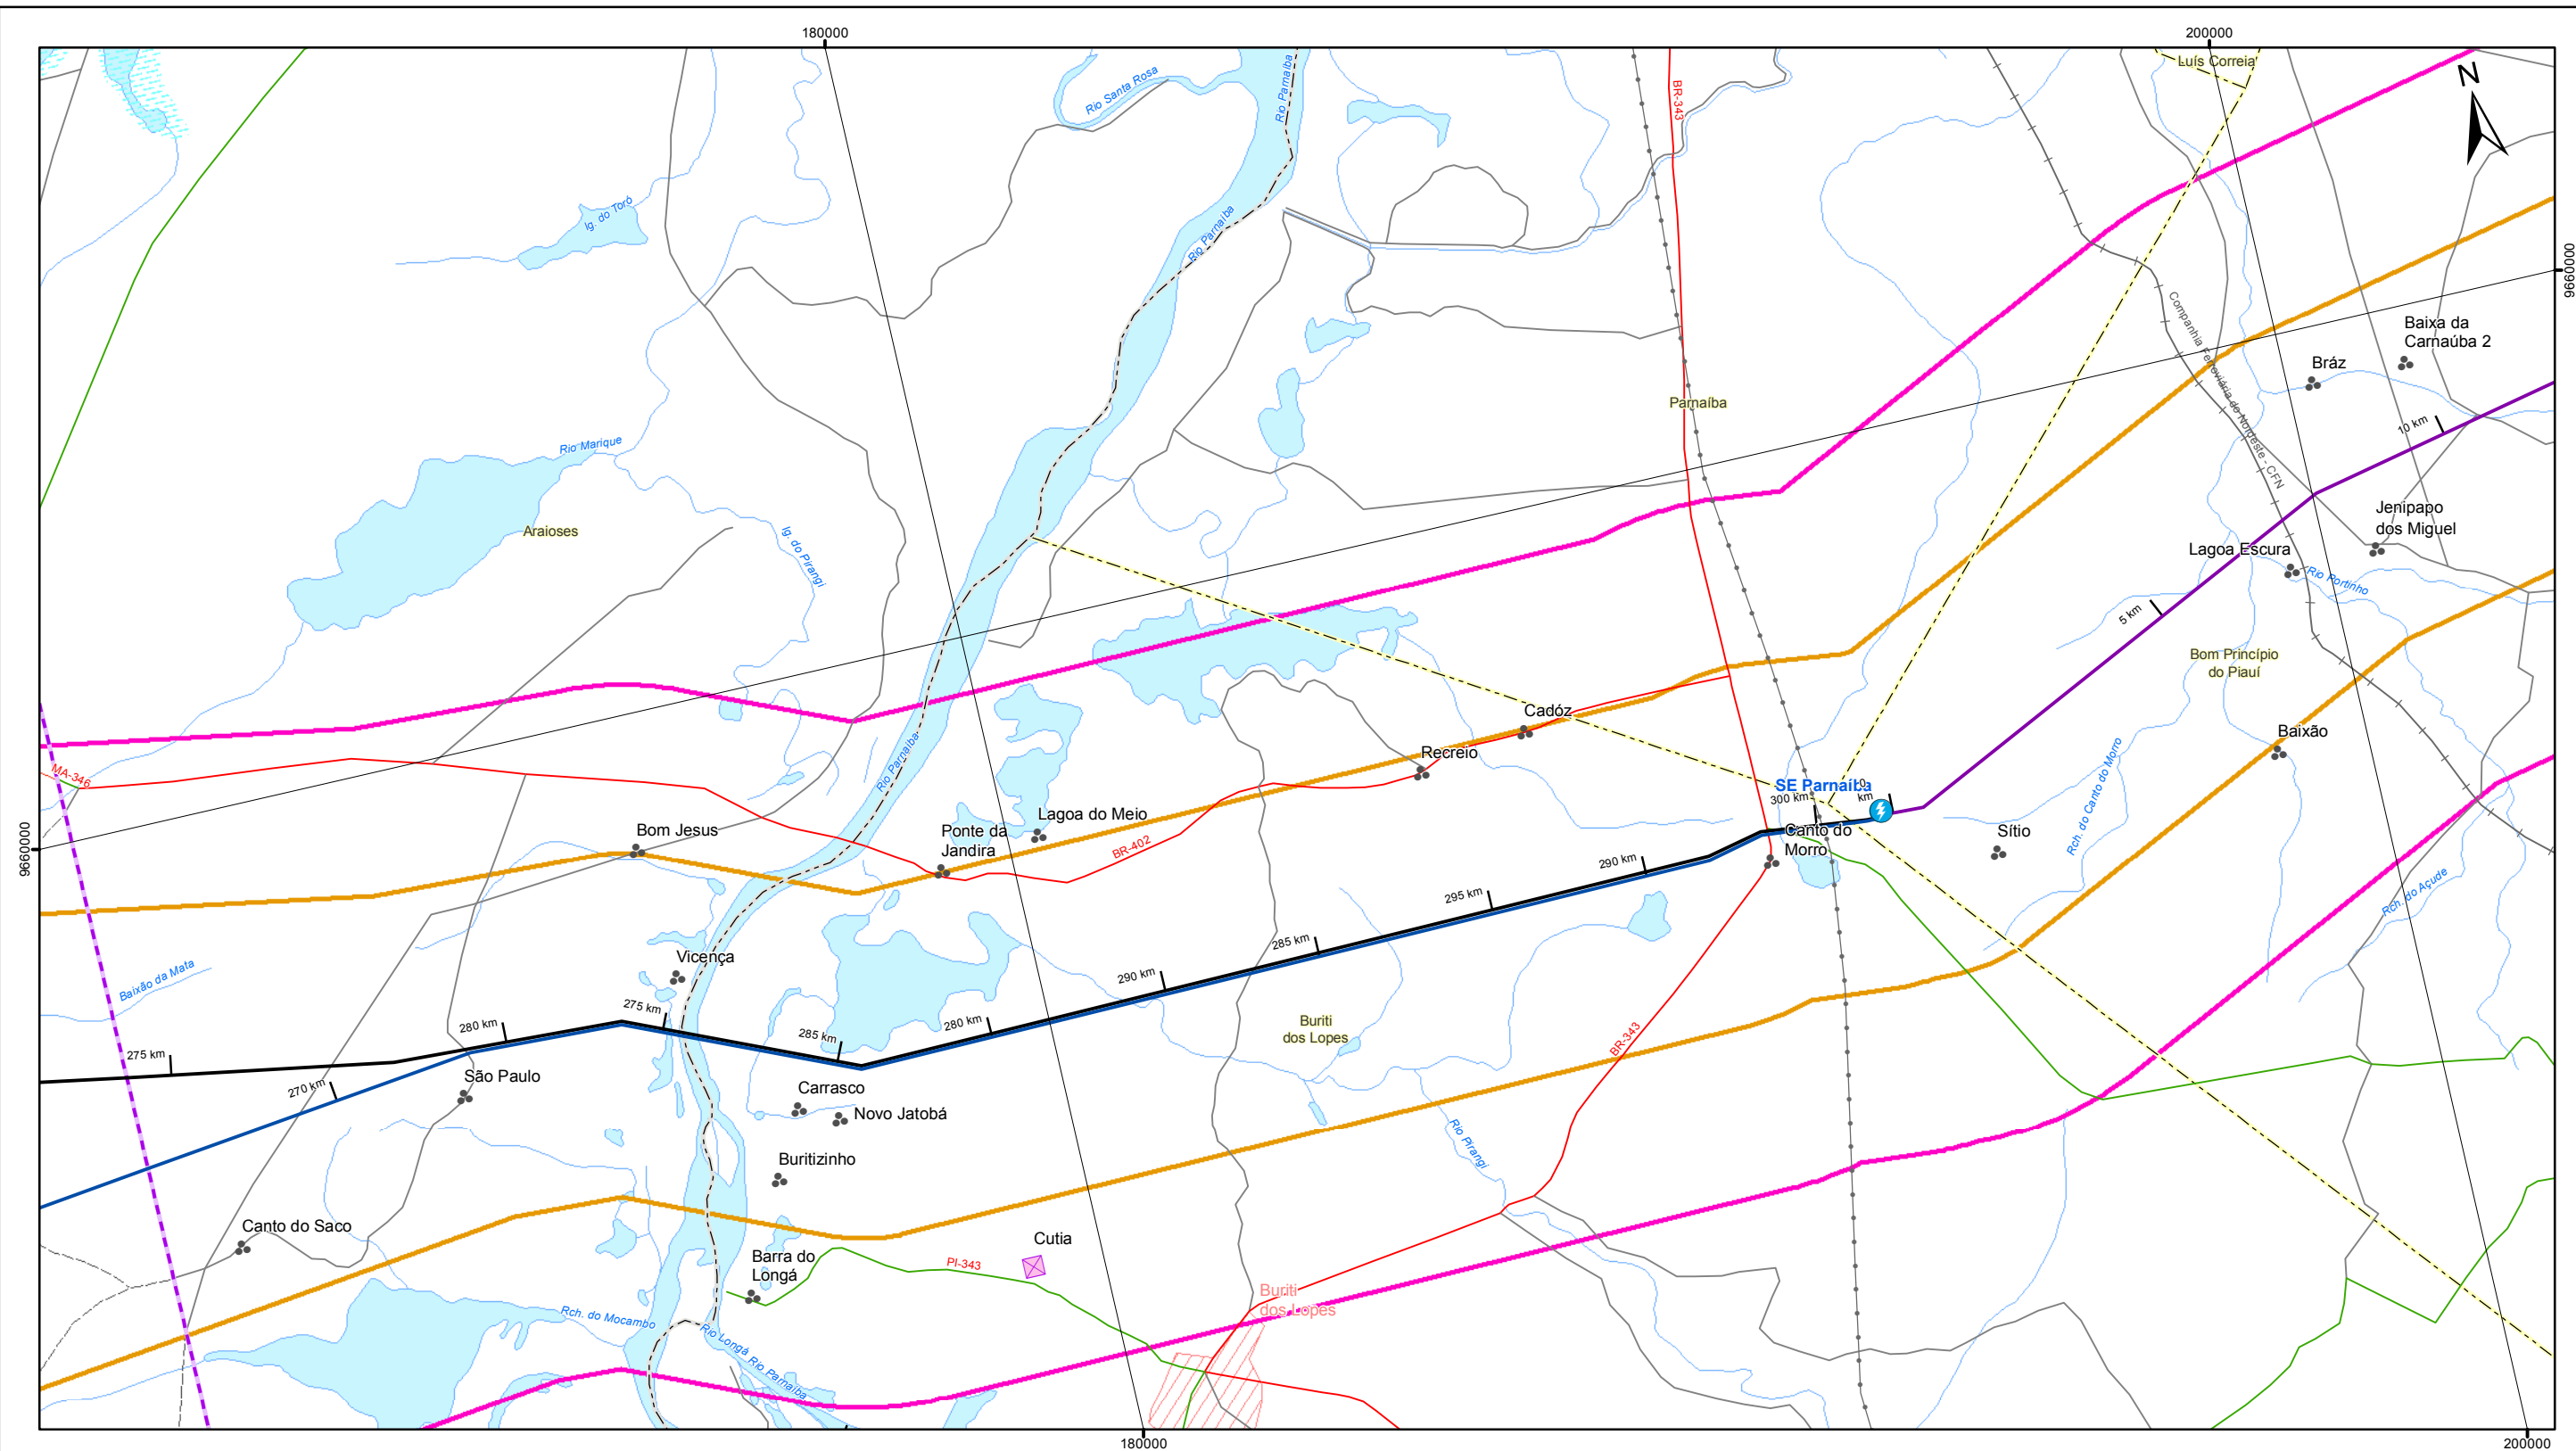 180000
200000
Luís Correia
N
BR-343
Rio Santa Rosa
Rio Parnaíba
Ig. do Toró
Rio Parnaíba
9660000
Companhia Ferroviária do Nordeste - CFN
Baixa da
Carnaúba 2
Bráz
Parnaíba
10 km
Rio Marique
Araioses
Ig. do Pirangi
Jenipapo
dos Miguel
Lagoa Escura
Rio Portinho
5 km
Bom Princípio
do Piauí
Baixão
Cadóz
Recreio
MA-346
Rio Parnaíba
SE Parnaíba
0
km
300 km
Rch. do Canto do Morro
Lagoa do Meio
Ponte da
Jandira
Bom Jesus
BR-402
Canto do
Morro
Sítio
9660000
290 km
Rch. do Açude
295 km
285 km
Vicença
Baixão da Mata
290 km
275 km
280 km
285 km
280 km
Buriti
dos Lopes
BR-343
275 km
São Paulo
270 km
Carrasco
Novo Jatobá
Rio Pirangi
Buritizinho
Canto do Saco
Cutia
Barra do
Longá
PI-343
Buriti
dos Lopes
Rch. do Mocambo
Rio Longá
Rio Parnaíba
180000
200000